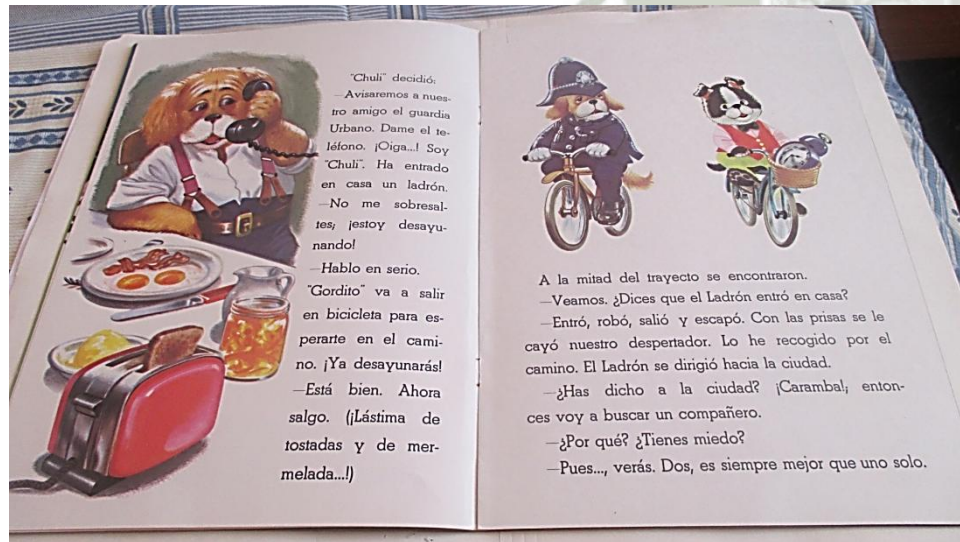 "Chuli" decidió:
—Avisaremos a nues-
tro amigo el guardia
Urbano. Dame el te-
léfono. ¡Oiga...! Soy
"Chuli". Ha entrado
en casa un ladrón.
—No me sobresal-
tes; ¡estoy desayu-
nando!
—Hablo en serio.
"Gordito" va a salir
en bicicleta para es-
perarte en el cami-
no. ¡Ya desayunarás!
—Está bien. Ahora
salgo. (¡Lástima de
tostadas y de mer-
melada...!)
A la mitad del trayecto se encontraron.
—Veamos. ¿Dices que el Ladrón entró en casa?
—Entró, robó, salió y escapó. Con las prisas se le
cayó nuestro despertador. Lo he recogido por el
camino. El Ladrón se dirigió hacia la ciudad.
—¿Has dicho a la ciudad? ¡Caramba!; enton-
ces voy a buscar un compañero.
—¿Por qué? ¿Tienes miedo?
—Pues..., verás. Dos, es siempre mejor que uno solo.